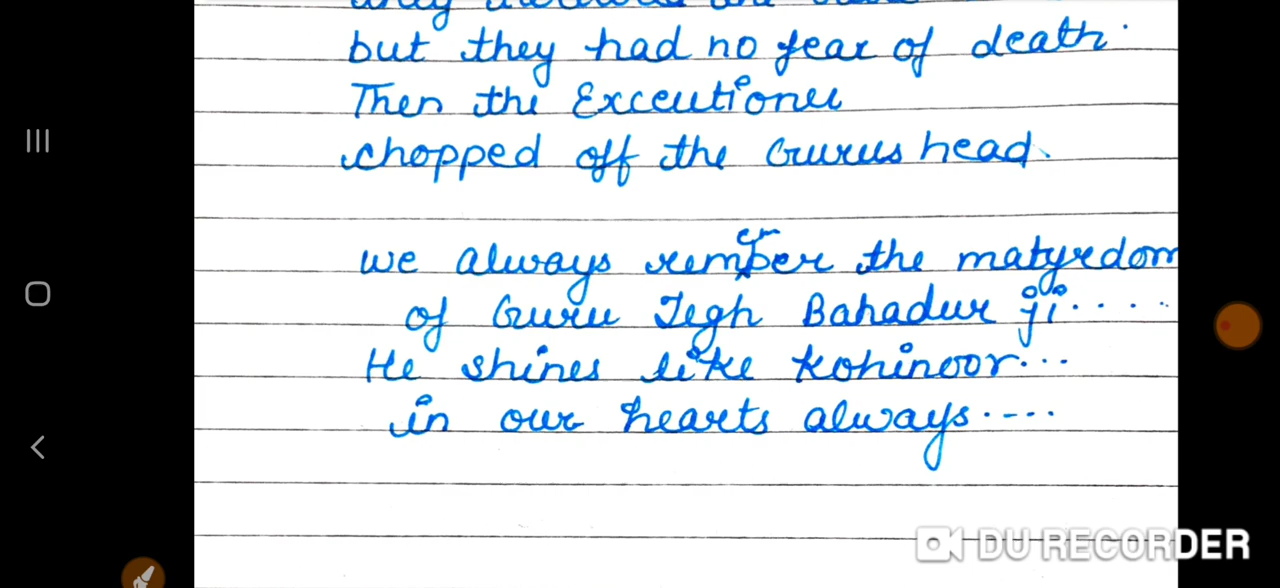 but they had no fear of death.
Then the Executioner
chopped off the Gurus head.
we always remember the matyrdom
of Guru Tegh Bahadur ji.....
He shines like kohinoor...
in our hearts always....
DU RECORDER